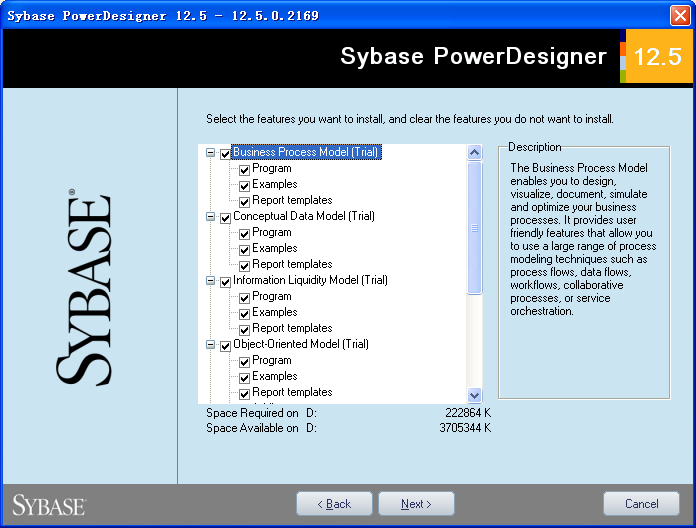 Sybase PowerDesigner 12.5 - 12.5.0.2169
Sybase PowerDesigner 12.5
Select the features you want to install, and clear the features you do not want to install.
Business Process Model (Trial)
Program
Examples
Report templates
Conceptual Data Model (Trial)
Program
Examples
Report templates
Information Liquidity Model (Trial)
Program
Examples
Report templates
Object-Oriented Model (Trial)
Program
Examples
Report templates
Description
The Business Process Model
enables you to design,
visualize, document, simulate
and optimize your business
processes. It provides user
friendly features that allow you
to use a large range of process
modeling techniques such as
process flows, data flows,
workflows, collaborative
processes, or service
orchestration.
Space Required on D: 222864 K
Space Available on D: 3705344 K
SYBASE®
SYBASE
< Back
Next >
Cancel